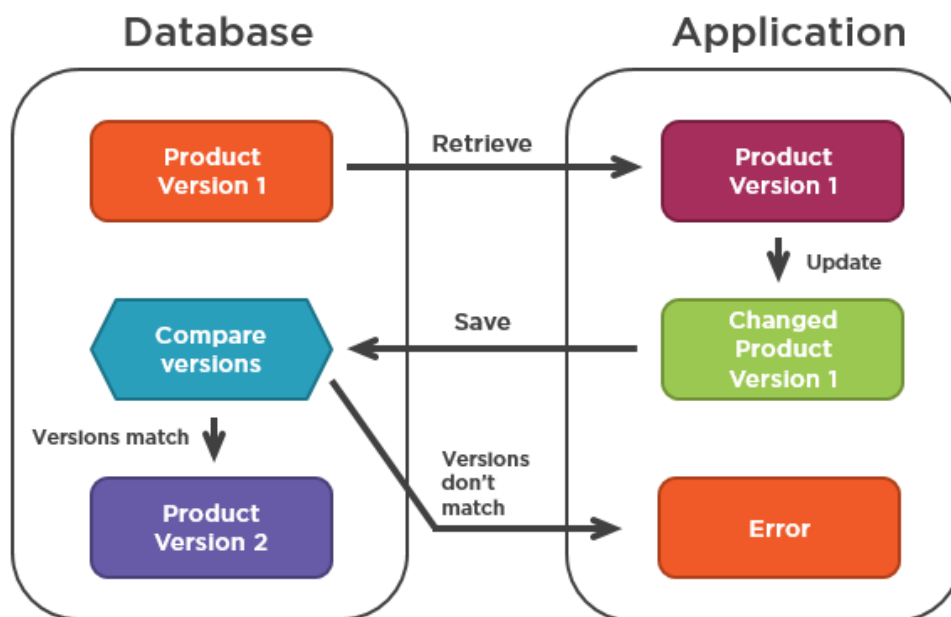 Database
Application
Product
Version 1
Retrieve
Product
Version 1
Update
Changed
Product
Version 1
Save
Compare
versions
Versions match
Versions
don't
match
Product
Version 2
Error